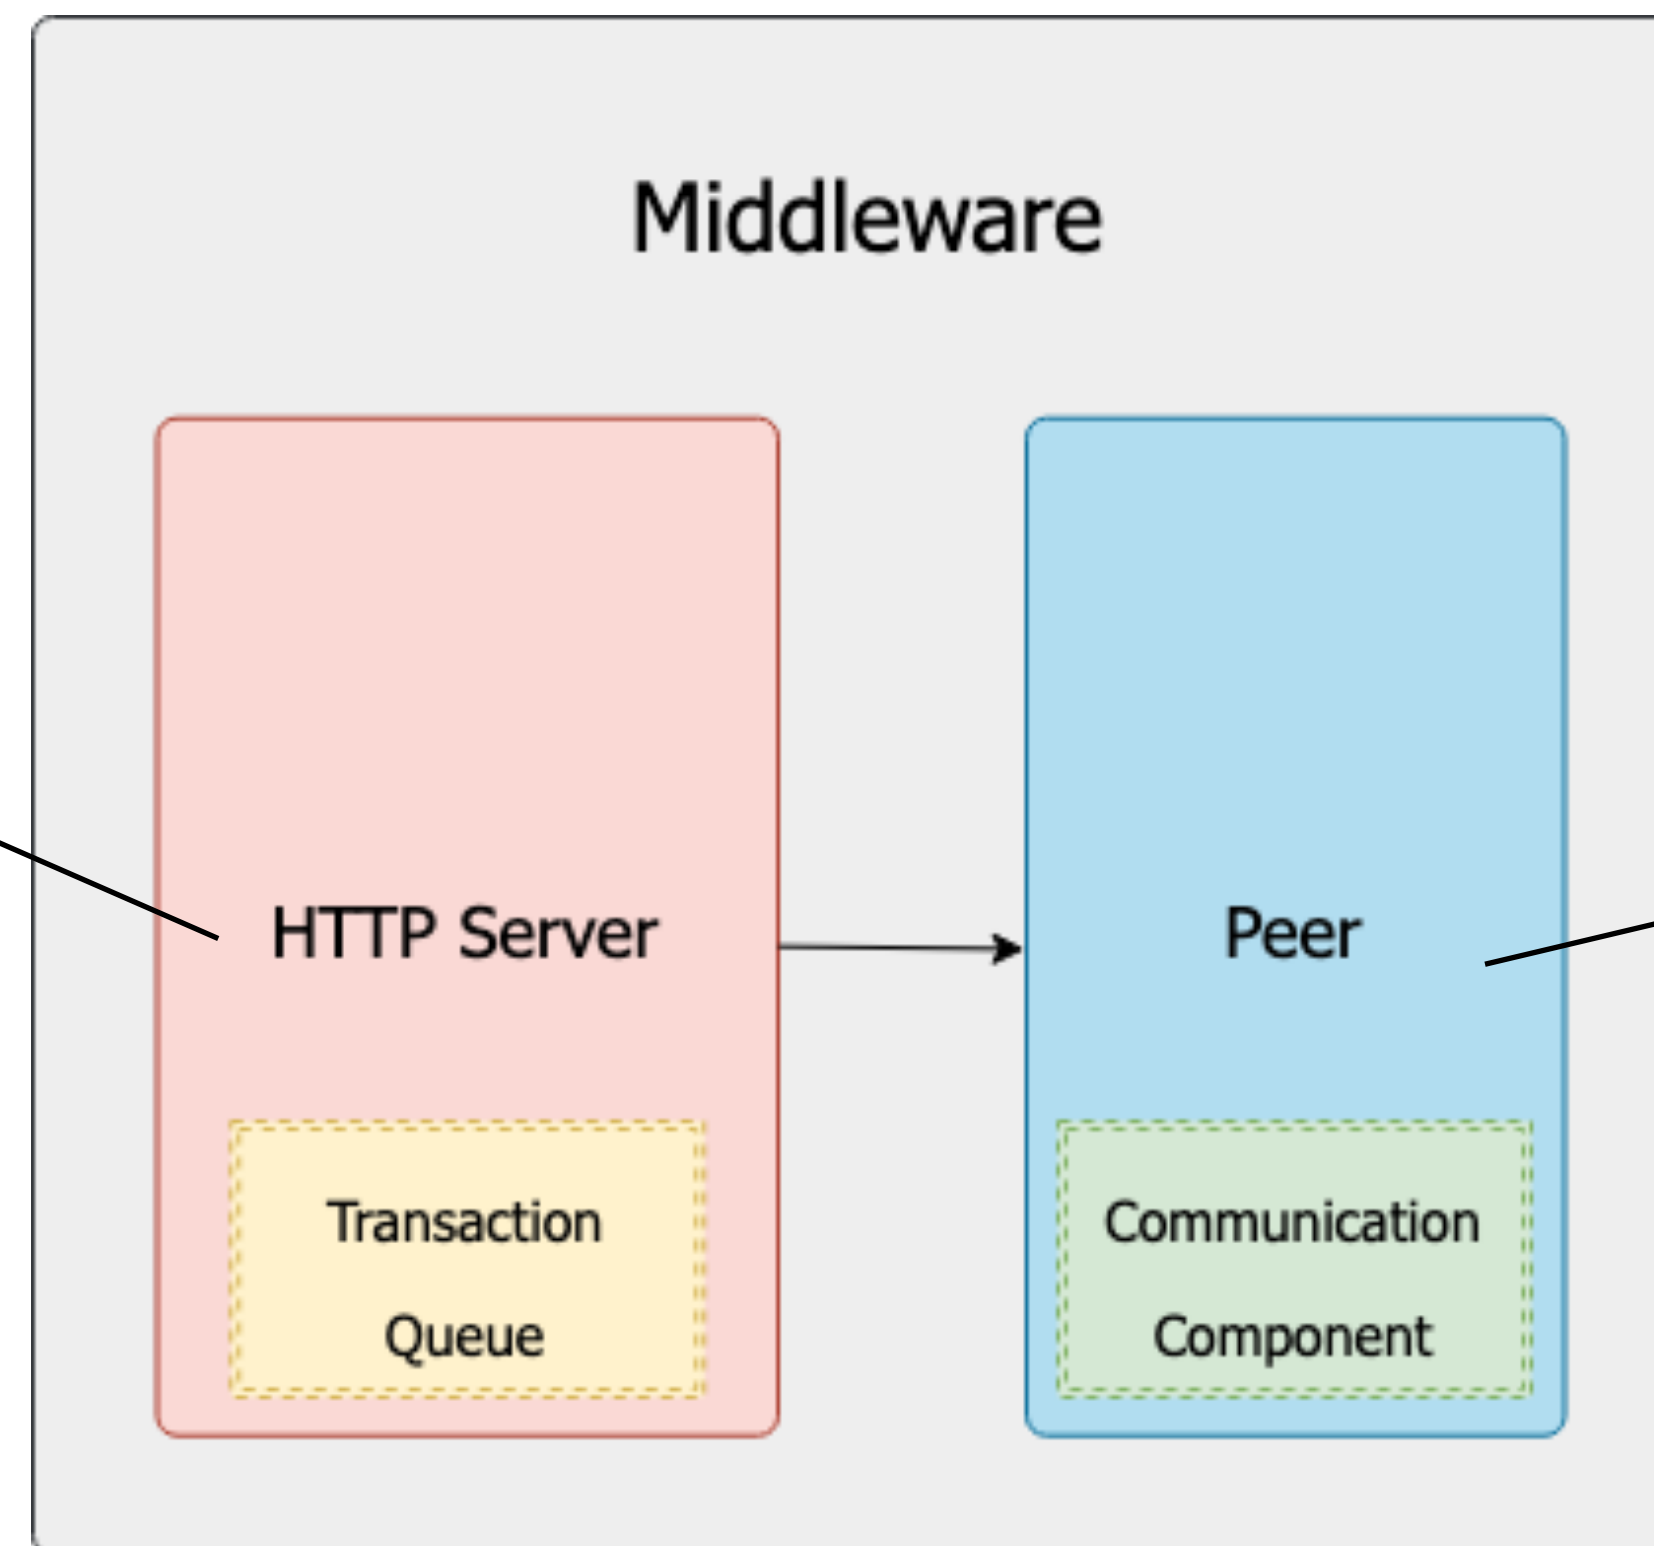 Middleware
HTTP Server
Peer
Transaction
Queue
Communication
Component